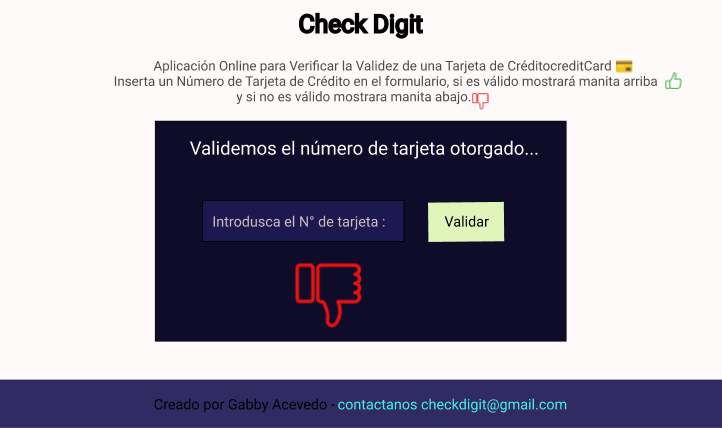 Check Digit
Aplicación Online para Verificar la Validez de una Tarjeta de CréditocreditCard
Inserta un Número de Tarjeta de Crédito en el formulario, si es válido mostrará manita arriba
y si no es válido mostrara manita abajo.
Validemos el número de tarjeta otorgado...
Introdusca el N° de tarjeta :
Validar
Creado por Gabby Acevedo - contactanos checkdigit@gmail.com